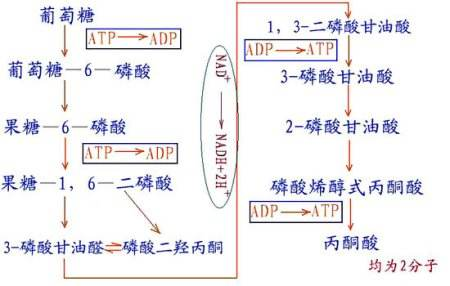 葡萄糖
ATP → ADP
葡萄糖—6—磷酸
果糖—6—磷酸
ATP → ADP
果糖—1,6—二磷酸
3-磷酸甘油醛⇌磷酸二羟丙酮
NAD+ → NADH+2H+
1,3-二磷酸甘油酸
ADP → ATP
3-磷酸甘油酸
2-磷酸甘油酸
磷酸烯醇式丙酮酸
ADP → ATP
丙酮酸
均为2分子